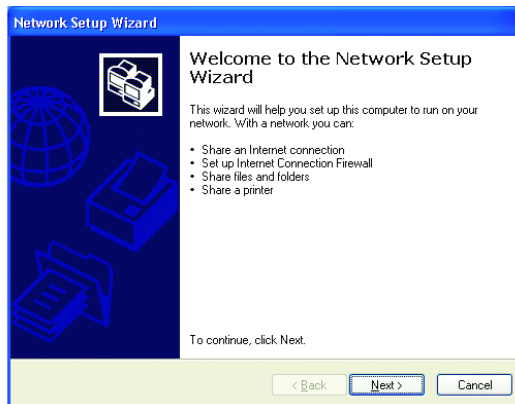 Network Setup Wizard
Welcome to the Network Setup
Wizard
This wizard will help you set up this computer to run on your
network. With a network you can:
• Share an Internet connection
• Set up Internet Connection Firewall
• Share files and folders
• Share a printer
To continue, click Next.
< Back
Next >
Cancel